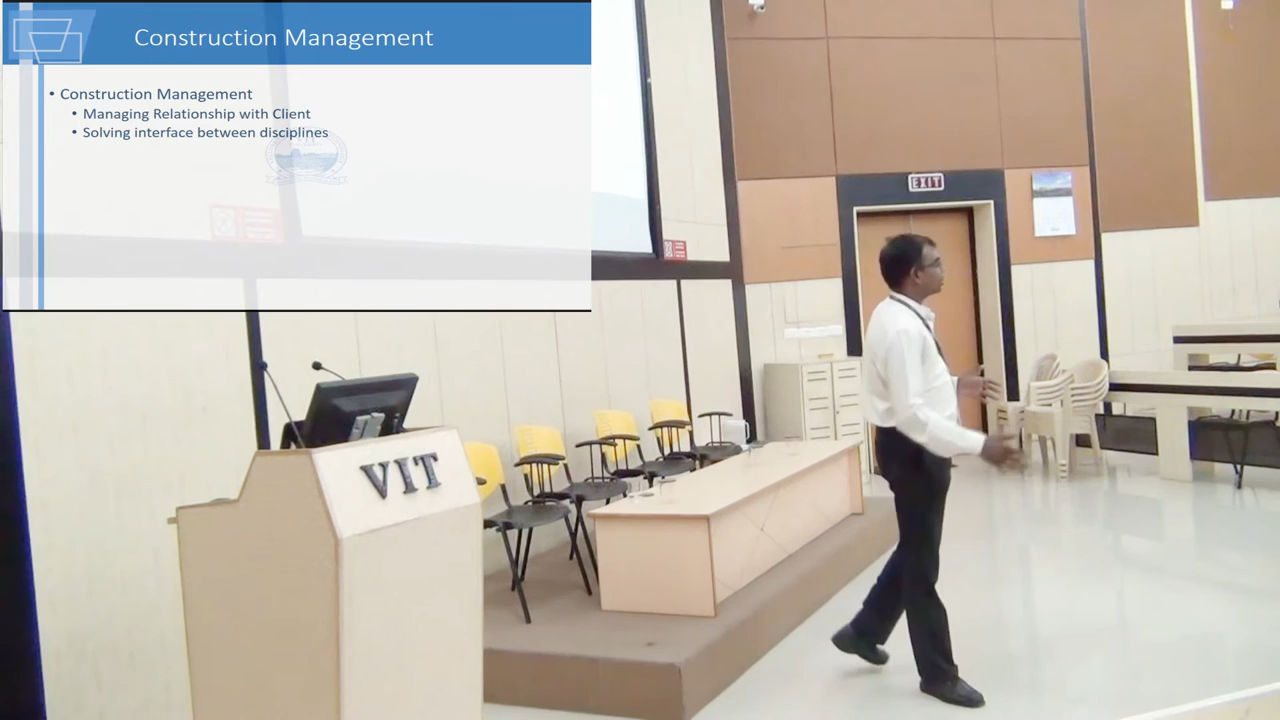 Construction Management
• Construction Management
• Managing Relationship with Client
• Solving interface between disciplines
EXIT
VIT